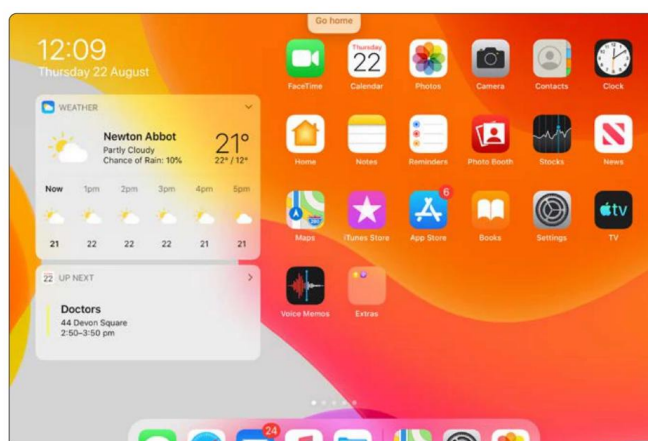 Go home
12:09
Thursday 22 August
WEATHER
Newton Abbot
Partly Cloudy
Chance of Rain: 10%
21°
22° / 12°
Now 1pm 2pm 3pm 4pm 5pm
21 22 22 22 21 21
22 UP NEXT
Doctors
44 Devon Square
2:50–3:50 pm
Thursday
22
FaceTime Calendar Photos Camera Contacts Clock
Home Notes Reminders Photo Booth Stocks News
6
tv
Maps iTunes Store App Store Books Settings TV
Voice Memos Extras
24